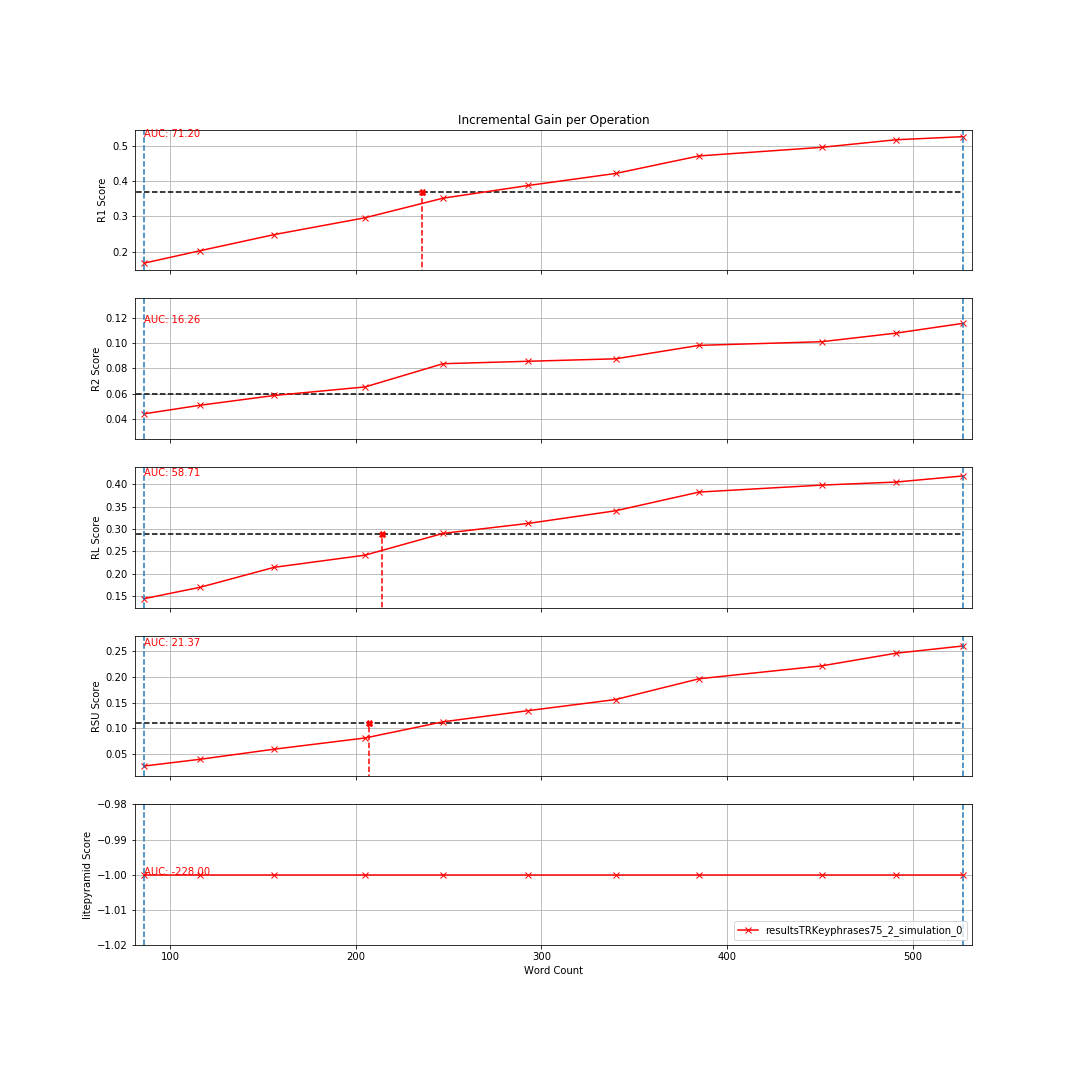 Incremental Gain per Operation
AUC: 71.20
0.5
0.4
0.3
0.2
R1 Score
AUC: 16.26
0.12
0.10
0.08
0.06
0.04
R2 Score
AUC: 58.71
0.40
0.35
0.30
0.25
0.20
0.15
RL Score
AUC: 21.37
0.25
0.20
0.15
0.10
0.05
RSU Score
−0.98
−0.99
−1.00
−1.01
−1.02
litepyramid Score
AUC: -228.00
resultsTRKeyphrases75_2_simulation_0
100 200 300 400 500
Word Count